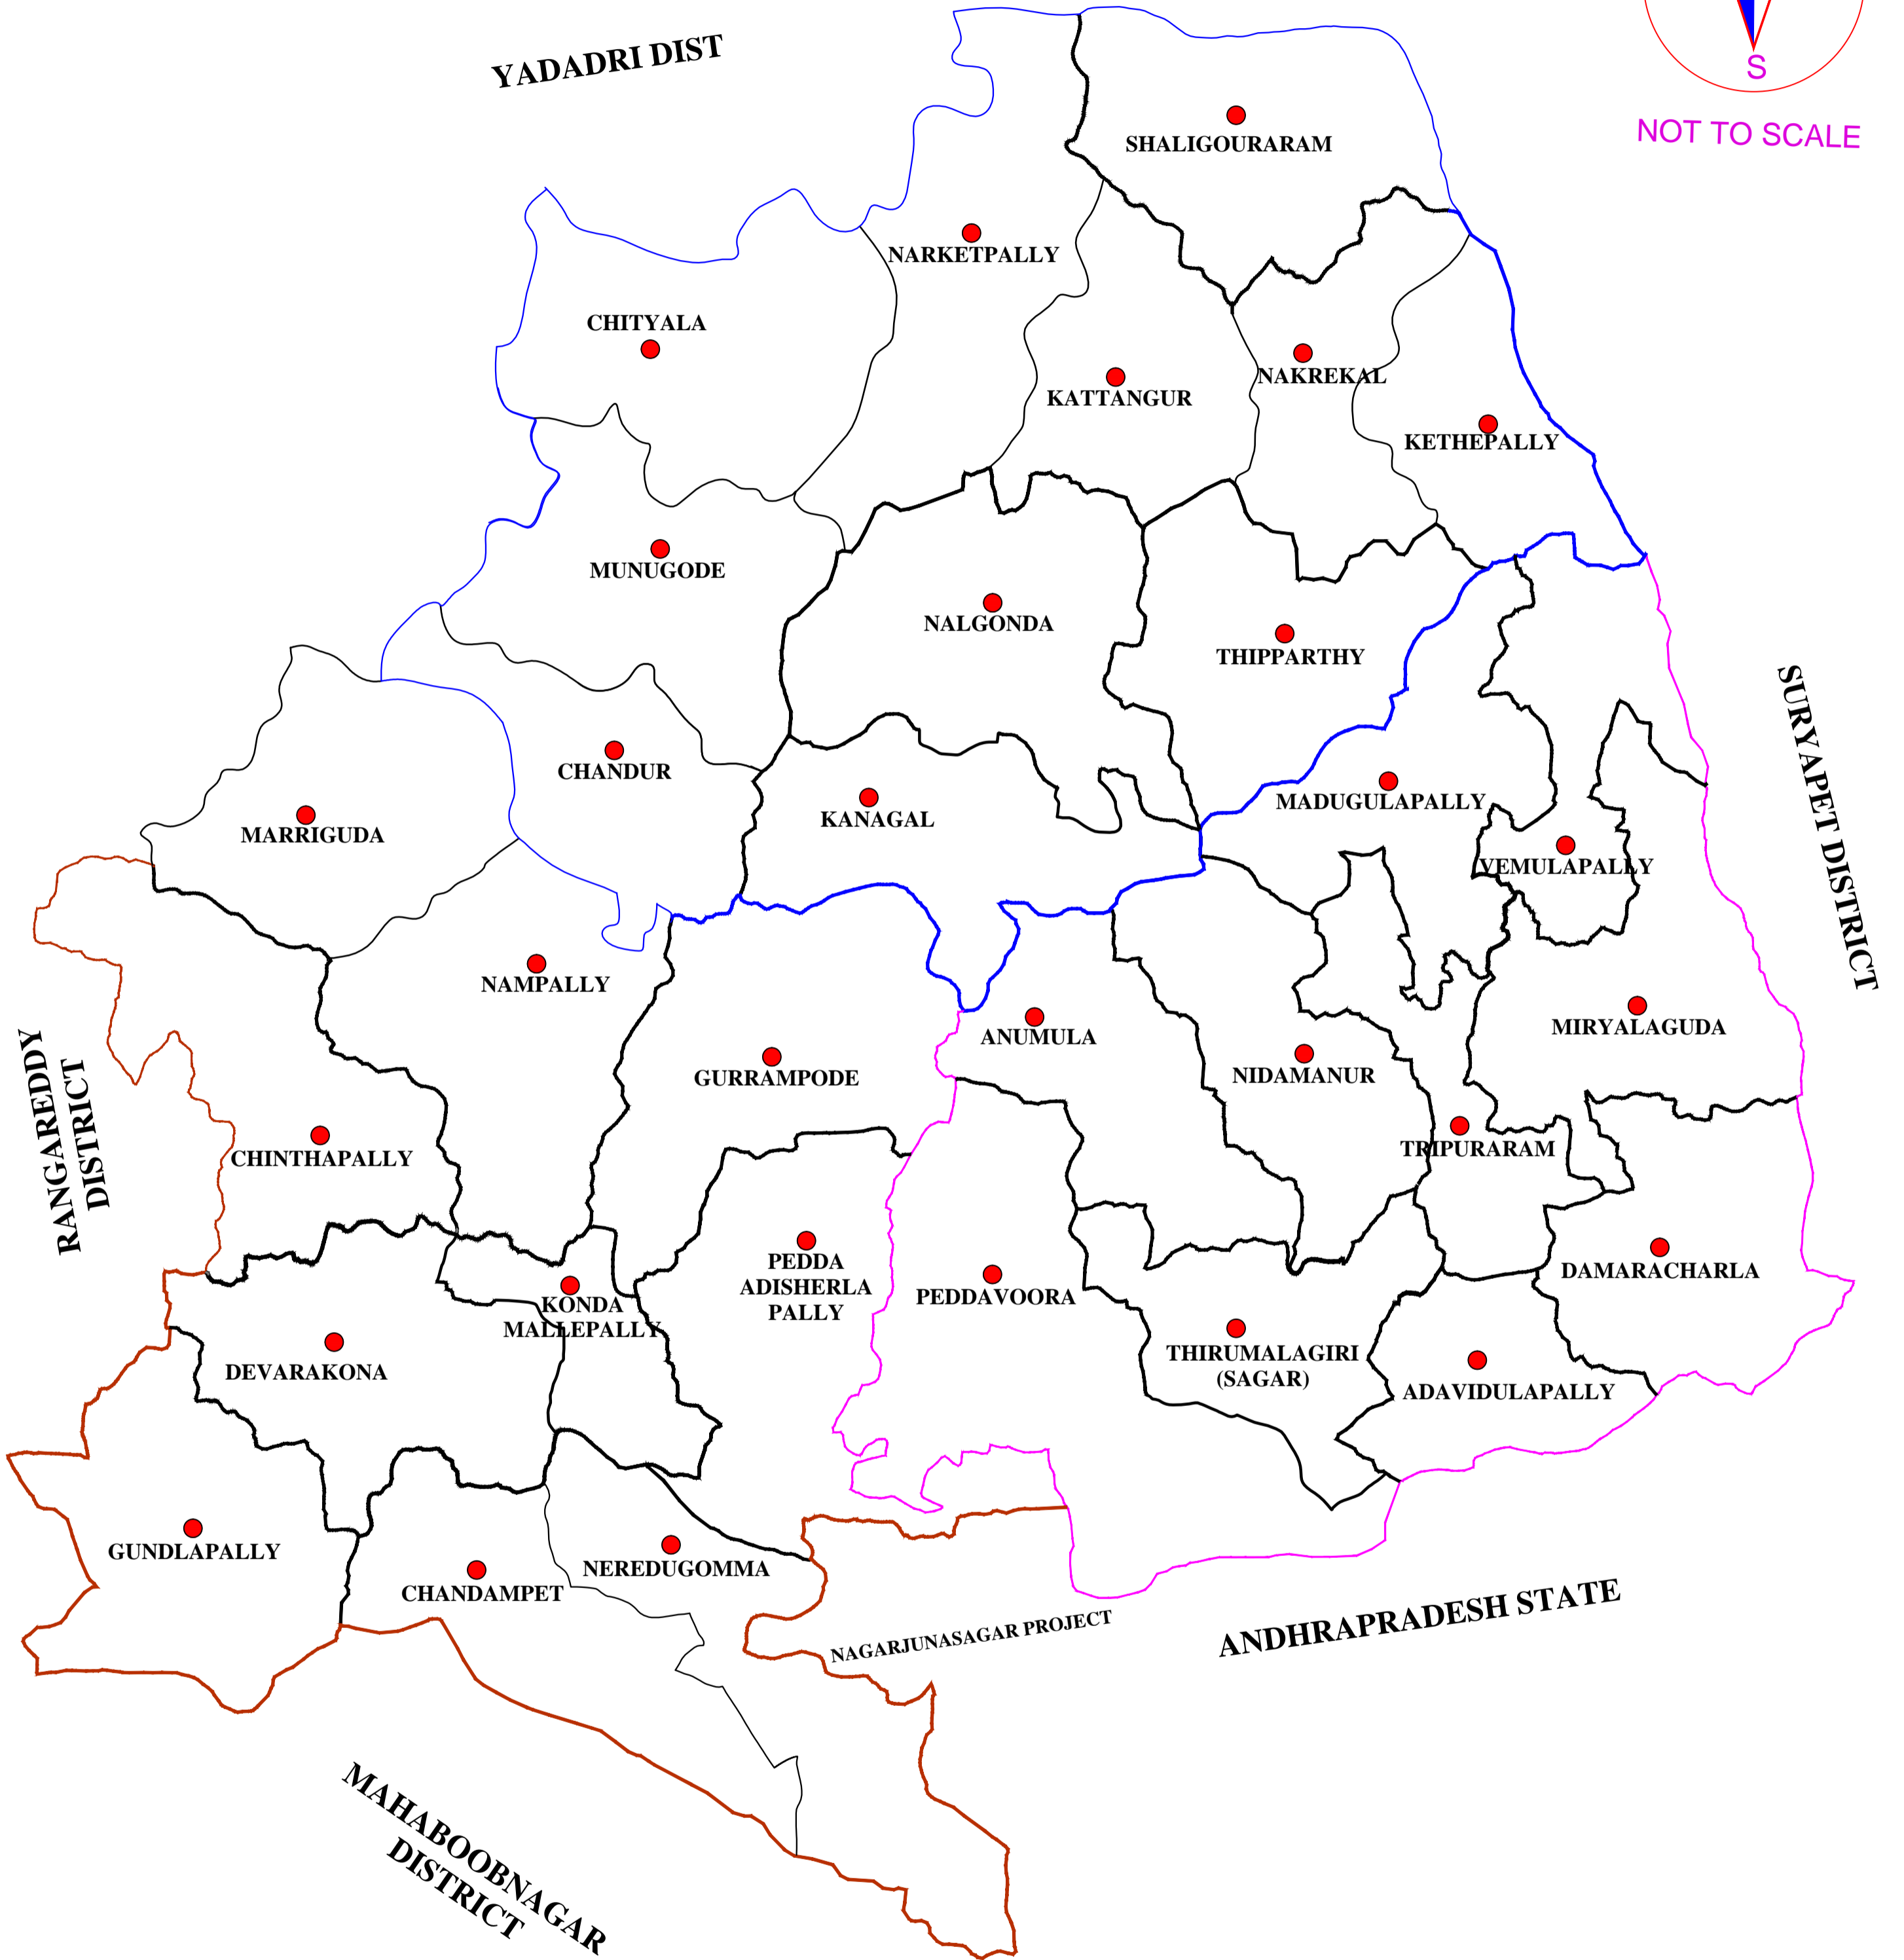 S
NOT TO SCALE
YADADRI DIST
SHALIGOURARAM
NARKETPALLY
CHITYALA
KATTANGUR
NAKREKAL
KETHEPALLY
MUNUGODE
NALGONDA
THIPPARTHY
SURYAPET DISTRICT
CHANDUR
MARRIGUDA
KANAGAL
MADUGULAPALLY
VEMULAPALLY
NAMPALLY
ANUMULA
MIRYALAGUDA
GURRAMPODE
NIDAMANUR
RANGAREDDY
DISTRICT
CHINTHAPALLY
TRIPURARAM
PEDDA
ADISHERLA
PALLY
PEDDAVOORA
DAMARACHARLA
KONDA
MALLEPALLY
DEVARAKONA
THIRUMALAGIRI
(SAGAR)
ADAVIDULAPALLY
GUNDLAPALLY
CHANDAMPET
NEREDUGOMMA
NAGARJUNASAGAR PROJECT
ANDHRAPRADESH STATE
MAHABOOBNAGAR
DISTRICT